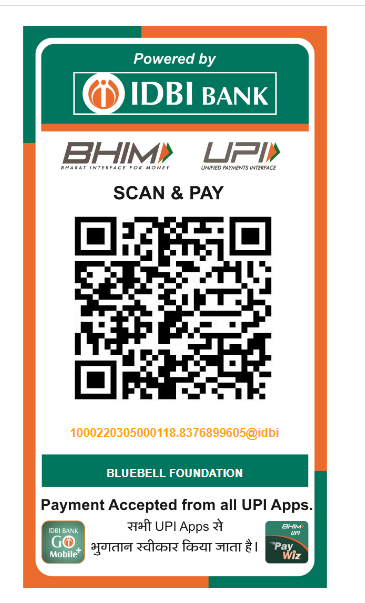 Powered by
IDBI BANK
BHIM
BHARAT INTERFACE FOR MONEY
UPI
UNIFIED PAYMENTS INTERFACE
SCAN & PAY
1000220305000118.8376899605@idbi
BLUEBELL FOUNDATION
Payment Accepted from all UPI Apps.
IDBI BANK
GO
Mobile+
सभी UPI Apps से
भुगतान स्वीकार किया जाता है।
BHIM
UPI
Pay
Wiz